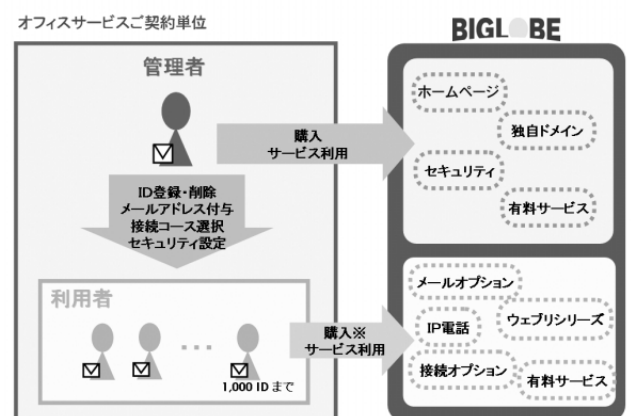 オフィスサービスご契約単位
BIGLOBE
管理者
購入
サービス利用
ID登録・削除
メールアドレス付与
接続コース選択
セキュリティ設定
ホームページ
独自ドメイン
セキュリティ
有料サービス
利用者
1,000 ID まで
購入※
サービス利用
メールオプション
IP電話
ウェブリシリーズ
接続オプション
有料サービス